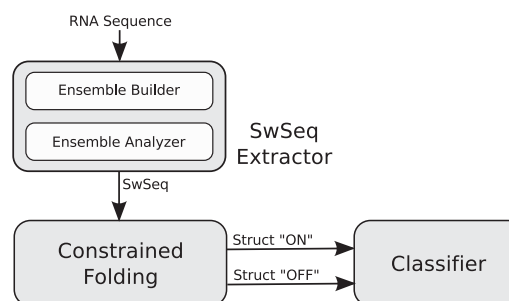 RNA Sequence
Ensemble Builder
Ensemble Analyzer
SwSeq
Extractor
SwSeq
Constrained
Folding
Struct "ON"
Struct "OFF"
Classifier